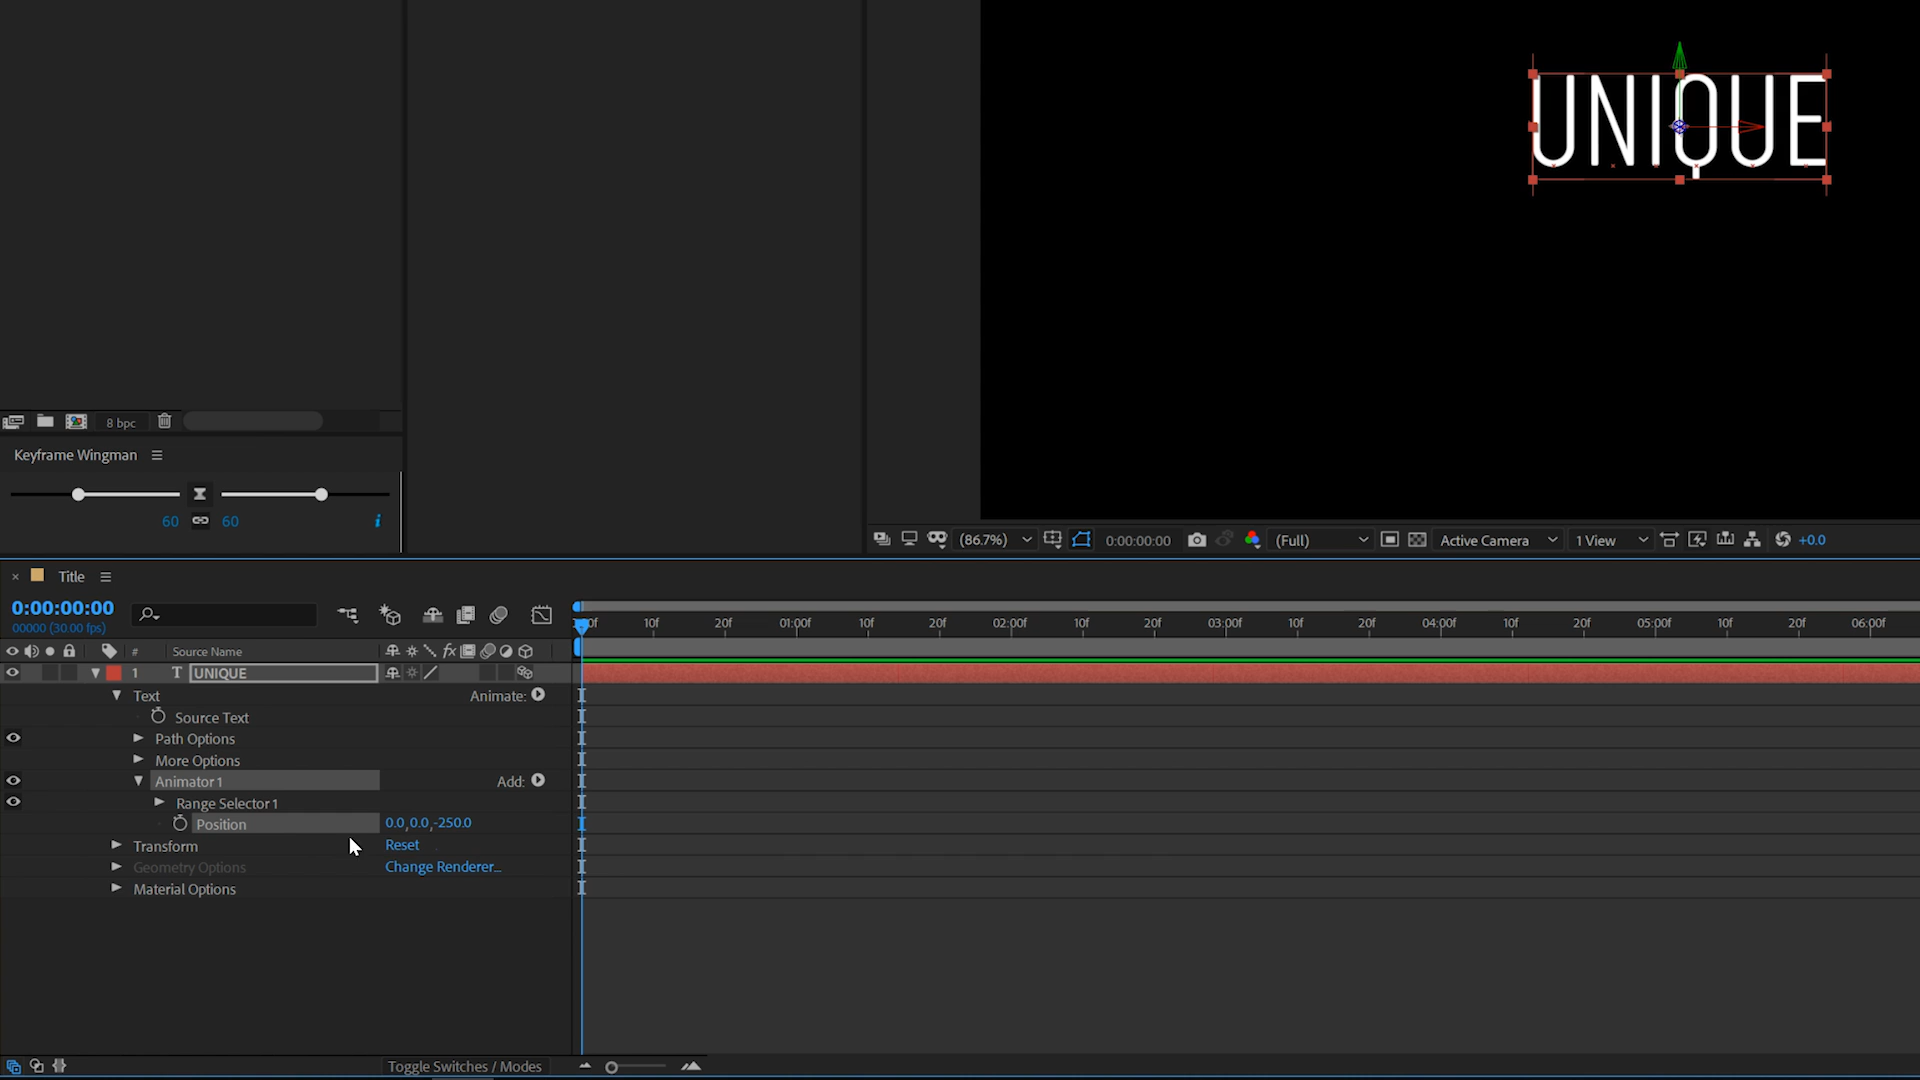 UNIQUE
8 bpc
Keyframe Wingman
60 60 i
(86.7%) 0:00:00:00 (Full) Active Camera 1 View +0.0
× Title
0:00:00:00
00000 (30.00 fps)
10f 20f 01:00f 10f 20f 02:00f 10f 20f 03:00f 10f 20f 04:00f 10f 20f 05:00f 10f 20f 06:00f
# Source Name fx
1 T UNIQUE
Text Animate:
Source Text
Path Options
More Options
Animator 1 Add:
Range Selector 1
Position 0.0,0.0,-250.0
Transform Reset
Geometry Options Change Renderer...
Material Options
Toggle Switches / Modes